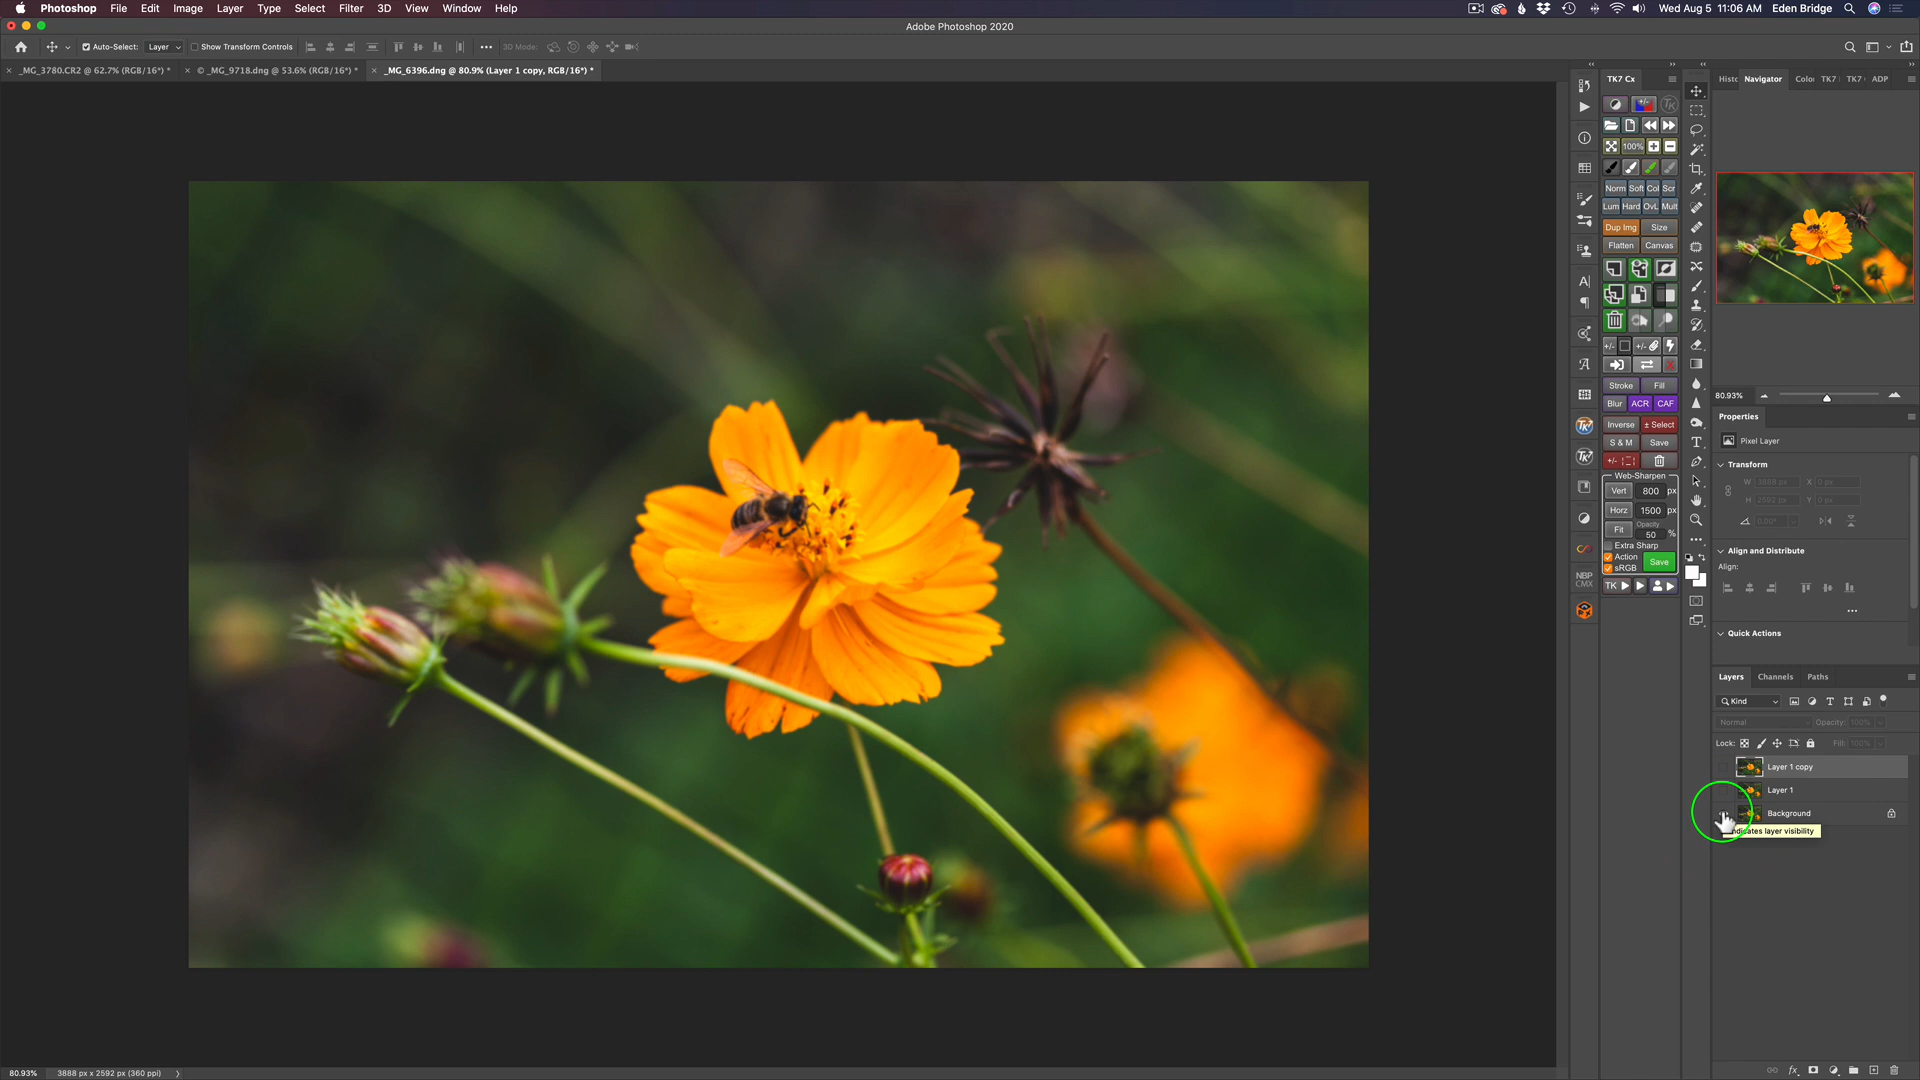 Photoshop File Edit Image Layer Type Select Filter 3D View Window Help
Wed Aug 5 11:06 AM Eden Bridge
Adobe Photoshop 2020
Auto-Select: Layer Show Transform Controls 3D Mode:
_MG_3780.CR2 @ 62.7% (RGB/16*) * © _MG_9718.dng @ 53.6% (RGB/16*) * _MG_6396.dng @ 80.9% (Layer 1 copy, RGB/16*) *
TK7 Cx
100%
Norm Soft Col Scr
Lum Hard OvL Mult
Dup Img Size
Flatten Canvas
Stroke Fill
Blur ACR CAF
Inverse ± Select
S & M Save
Web-Sharpen
Vert 800 px
Horz 1500 px
Fit Opacity 50 %
Extra Sharp
Action
sRGB Save
TK
NBP
CMX
Histo Navigator Color TK7 TK7 ADP
80.93%
Properties
Pixel Layer
Transform
W 3888 px X 0 px
H 2592 px Y 0 px
0.00°
Align and Distribute
Align:
Quick Actions
Layers Channels Paths
Kind
Normal Opacity: 100%
Lock: Fill: 100%
Layer 1 copy
Layer 1
Background
Indicates layer visibility
80.93% 3888 px x 2592 px (360 ppi)